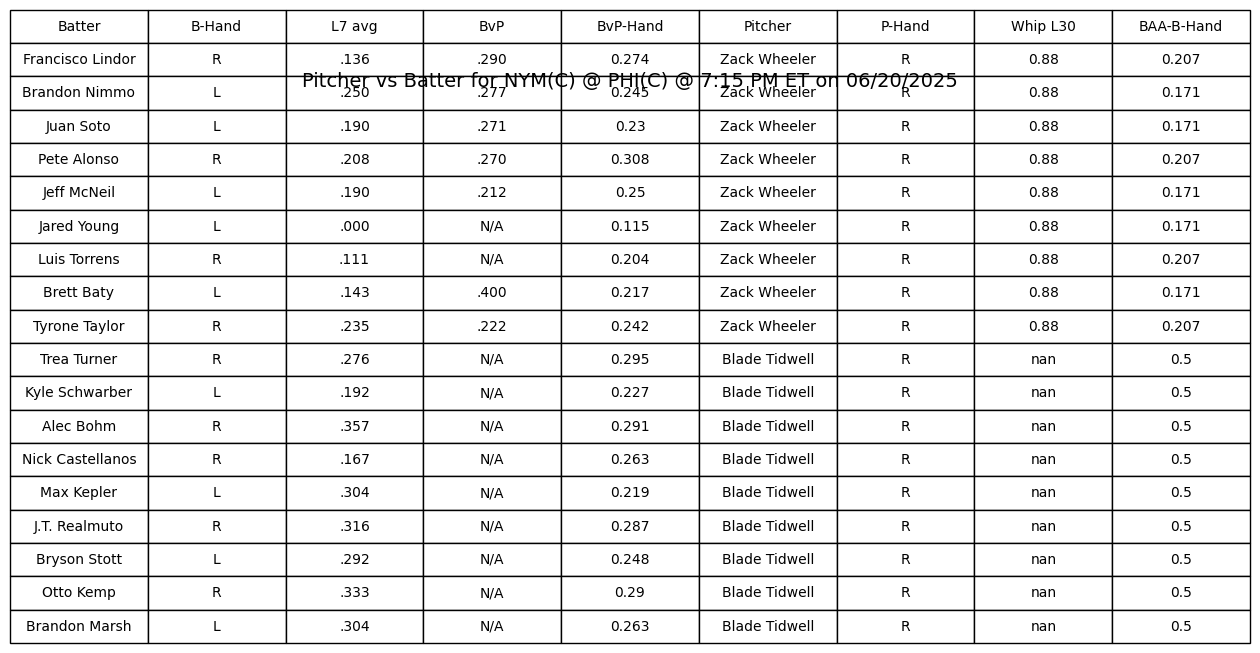 Batter B-Hand L7 avg BvP BvP-Hand Pitcher P-Hand Whip L30 BAA-B-Hand
Francisco Lindor R .136 .290 0.274 Zack Wheeler R 0.88 0.207
Pitcher vs Batter for NYM(C) @ PHI(C) @ 7:15 PM ET on 06/20/2025
Brandon Nimmo L .250 .277 0.245 Zack Wheeler R 0.88 0.171
Juan Soto L .190 .271 0.23 Zack Wheeler R 0.88 0.171
Pete Alonso R .208 .270 0.308 Zack Wheeler R 0.88 0.207
Jeff McNeil L .190 .212 0.25 Zack Wheeler R 0.88 0.171
Jared Young L .000 N/A 0.115 Zack Wheeler R 0.88 0.171
Luis Torrens R .111 N/A 0.204 Zack Wheeler R 0.88 0.207
Brett Baty L .143 .400 0.217 Zack Wheeler R 0.88 0.171
Tyrone Taylor R .235 .222 0.242 Zack Wheeler R 0.88 0.207
Trea Turner R .276 N/A 0.295 Blade Tidwell R nan 0.5
Kyle Schwarber L .192 N/A 0.227 Blade Tidwell R nan 0.5
Alec Bohm R .357 N/A 0.291 Blade Tidwell R nan 0.5
Nick Castellanos R .167 N/A 0.263 Blade Tidwell R nan 0.5
Max Kepler L .304 N/A 0.219 Blade Tidwell R nan 0.5
J.T. Realmuto R .316 N/A 0.287 Blade Tidwell R nan 0.5
Bryson Stott L .292 N/A 0.248 Blade Tidwell R nan 0.5
Otto Kemp R .333 N/A 0.29 Blade Tidwell R nan 0.5
Brandon Marsh L .304 N/A 0.263 Blade Tidwell R nan 0.5